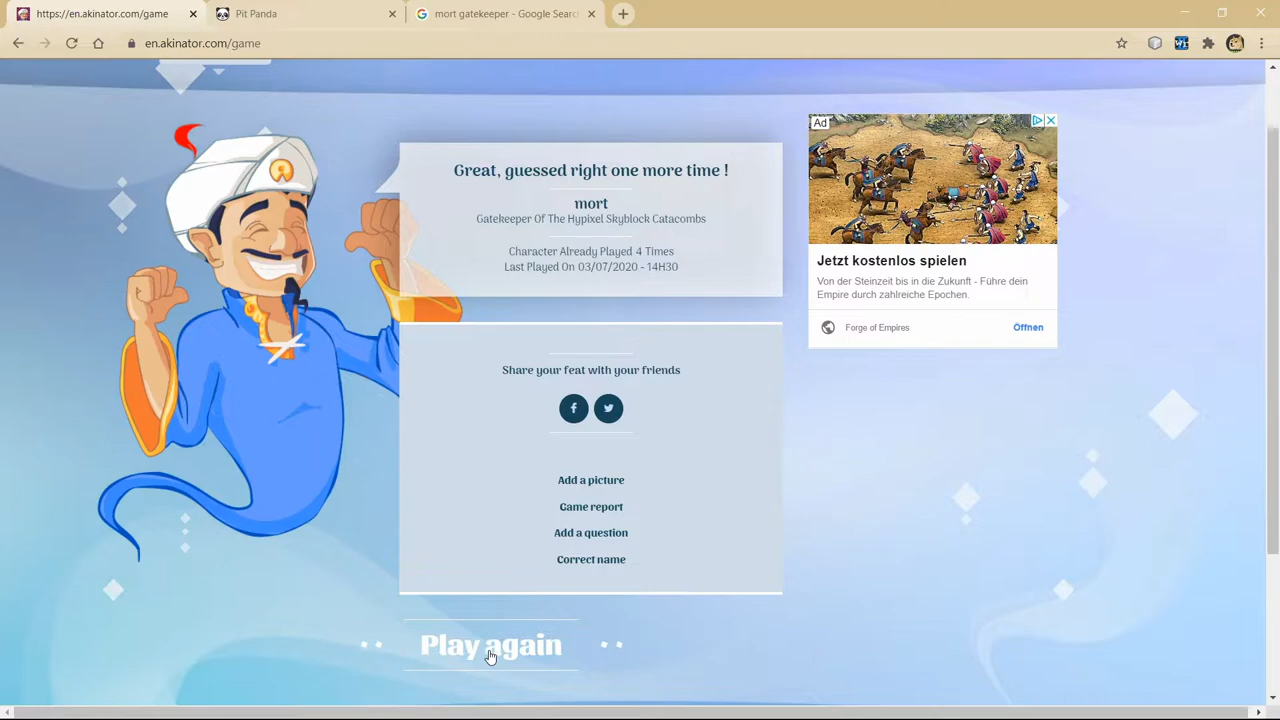 https://en.akinator.com/game
Pit Panda
mort gatekeeper - Google Search
en.akinator.com/game
Great, guessed right one more time !
mort
Gatekeeper Of The Hypixel Skyblock Catacombs
Character Already Played 4 Times
Last Played On 03/07/2020 - 14H30
Share your feat with your friends
Add a picture
Game report
Add a question
Correct name
Play again
Ad
Jetzt kostenlos spielen
Von der Steinzeit bis in die Zukunft - Führe dein
Empire durch zahlreiche Epochen.
Forge of Empires
Öffnen